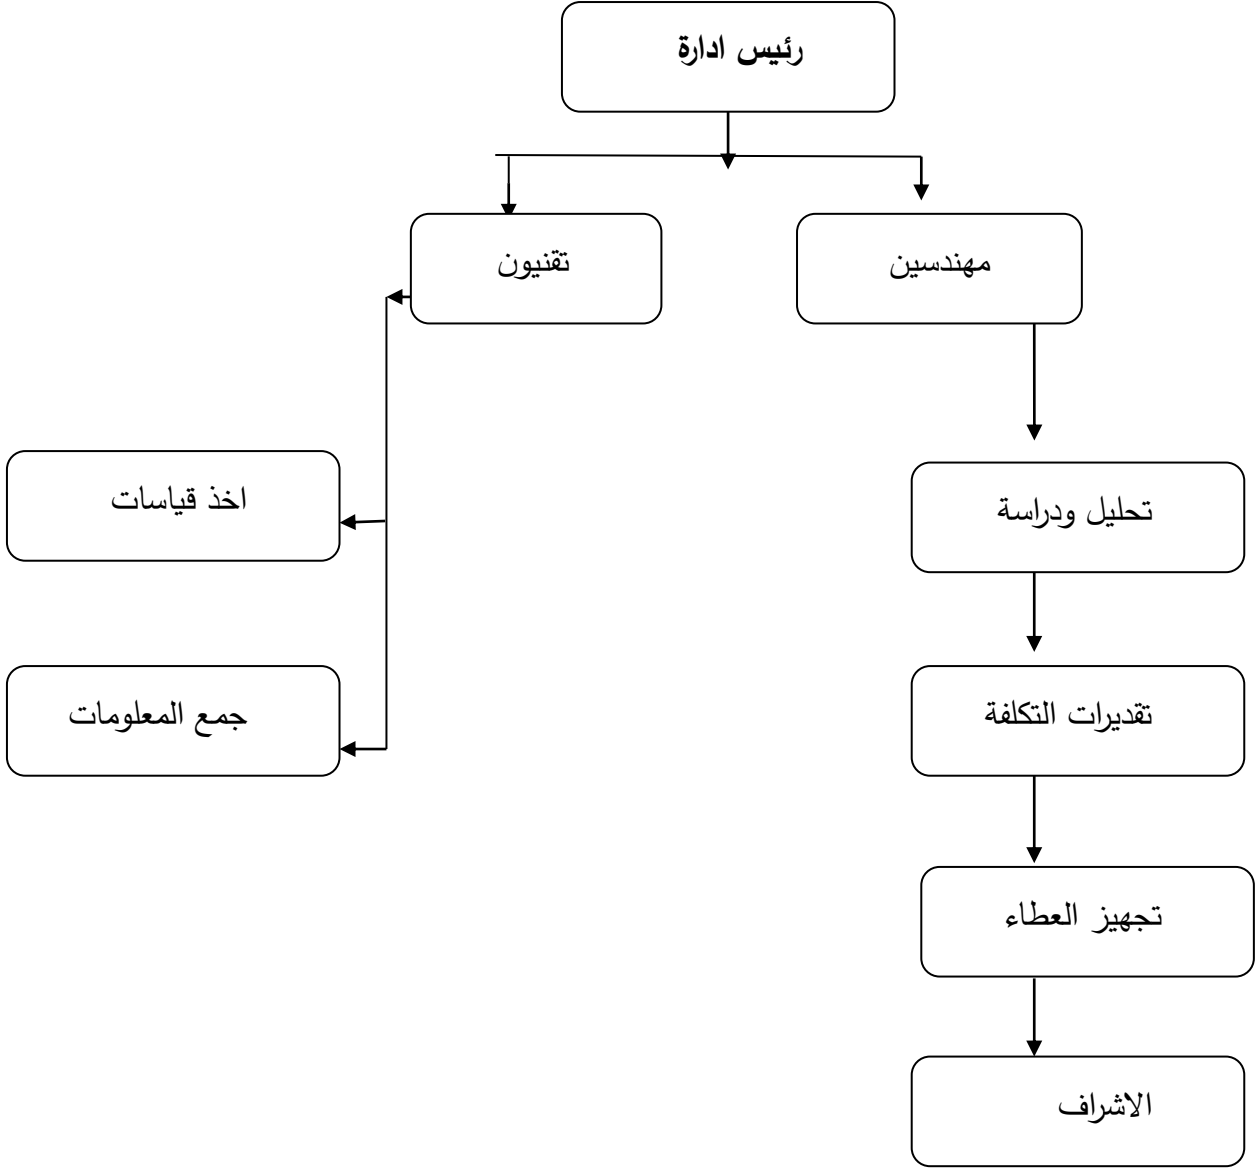 رئيس ادارة
مهندسين
تقنيون
اخذ قياسات
تحليل ودراسة
جمع المعلومات
تقديرات التكلفة
تجهيز العطاء
الاشراف